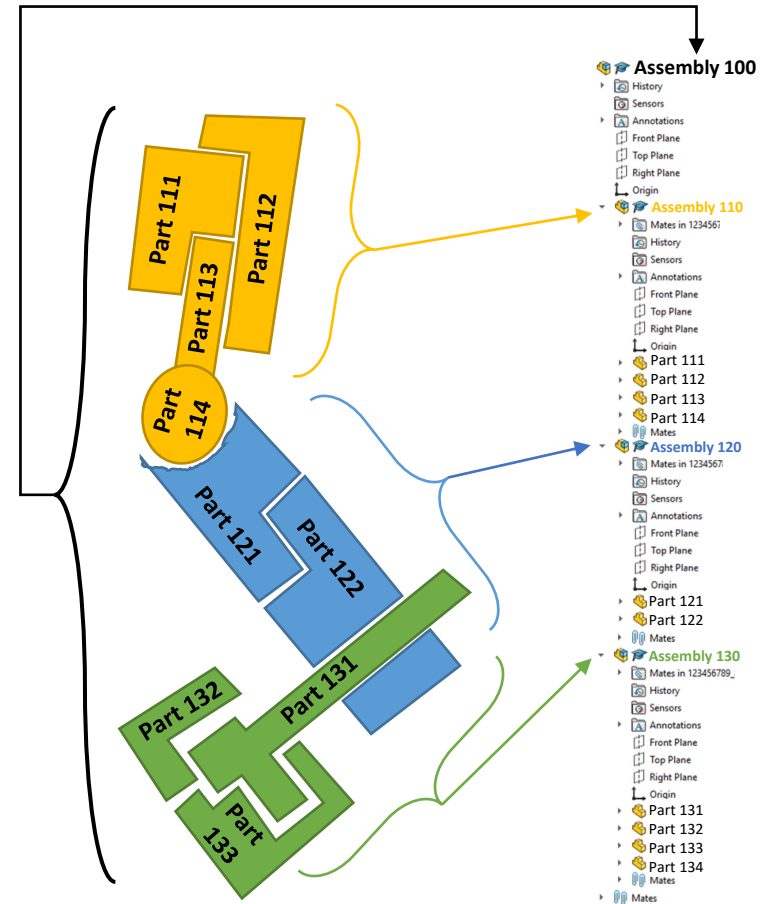 Assembly 100
History
Sensors
Annotations
Front Plane
Top Plane
Right Plane
Origin
Assembly 110
Mates in 1234567
History
Sensors
Annotations
Front Plane
Top Plane
Right Plane
Origin
Part 111
Part 112
Part 113
Part 114
Mates
Assembly 120
Mates in 1234567
History
Sensors
Annotations
Front Plane
Top Plane
Right Plane
Origin
Part 121
Part 122
Mates
Assembly 130
Mates in 123456789_
History
Sensors
Annotations
Front Plane
Top Plane
Right Plane
Origin
Part 131
Part 132
Part 133
Part 134
Mates
Mates
Part 111
Part 112
Part 113
Part
114
Part 121
Part 122
Part 131
Part 132
Part
133